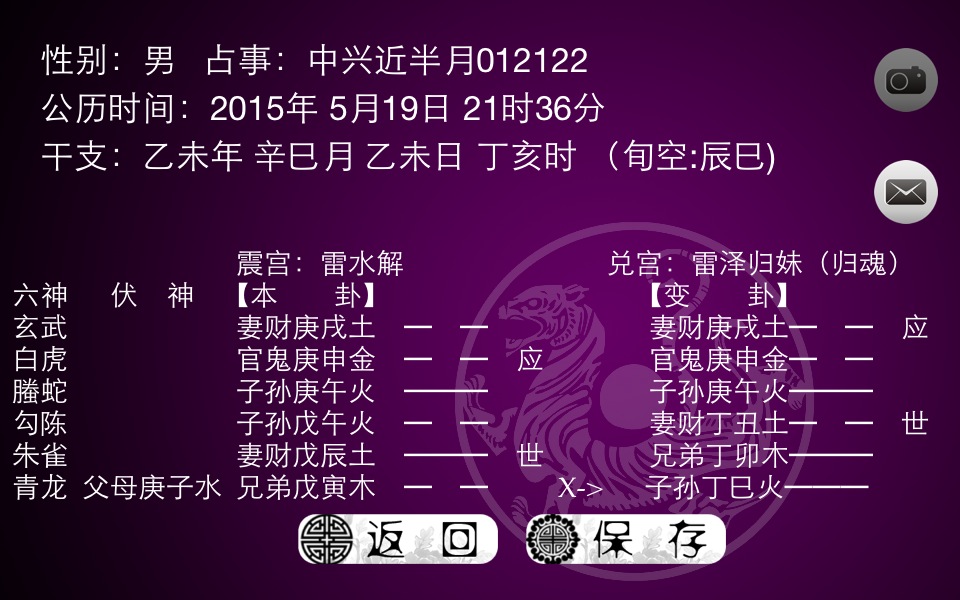 性别：男 占事：中兴近半月012122
公历时间：2015年 5月19日 21时36分
干支：乙未年 辛巳月 乙未日 丁亥时 （旬空:辰巳)
震宫：雷水解 兑宫：雷泽归妹（归魂）
六神 伏 神 【本 卦】 【变 卦】
玄武 妻财庚戌土 妻财庚戌土 应
白虎 官鬼庚申金 应 官鬼庚申金
螣蛇 子孙庚午火 子孙庚午火
勾陈 子孙戊午火 妻财丁丑土 世
朱雀 妻财戊辰土 世 兄弟丁卯木
青龙 父母庚子水 兄弟戊寅木 X-> 子孙丁巳火
返 回 保 存